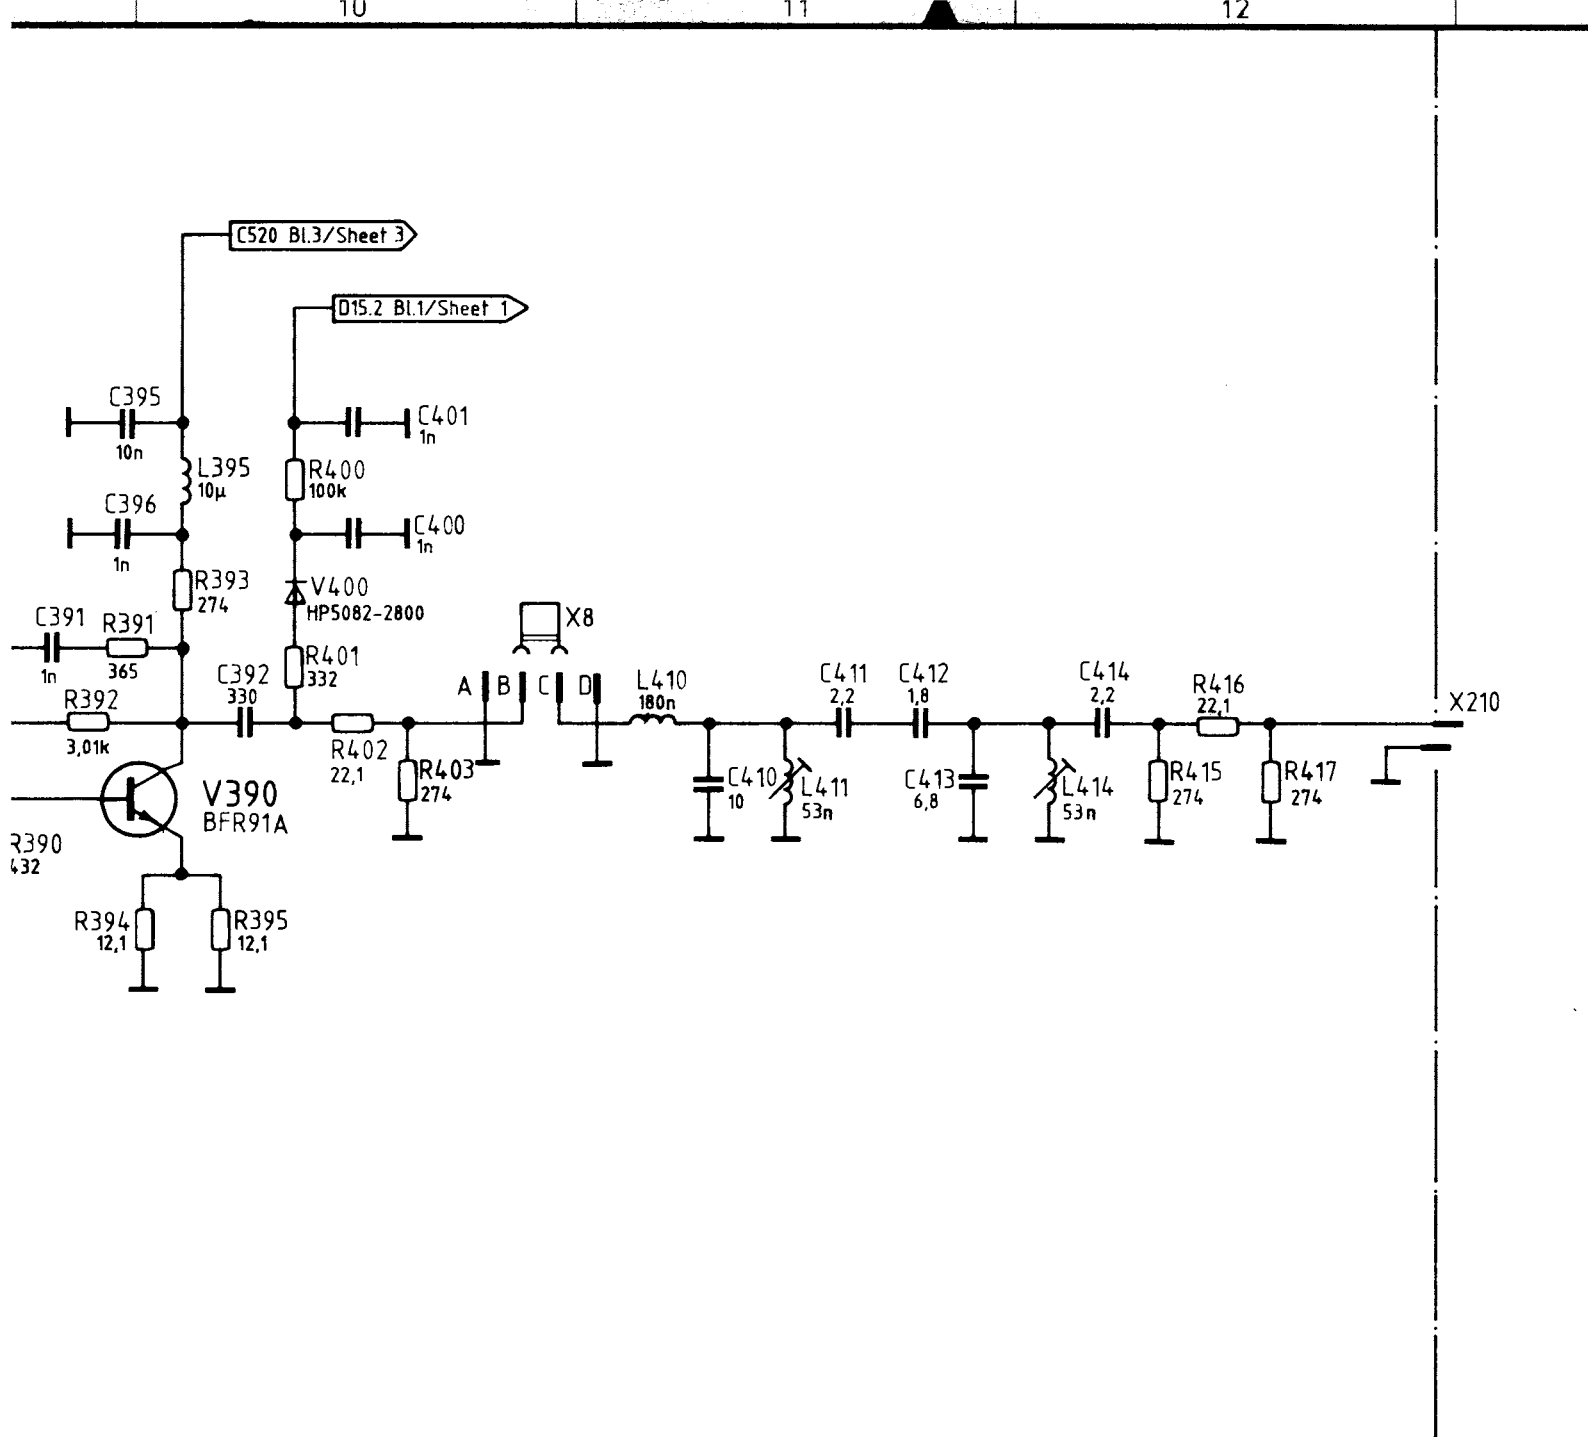 10 11 12
C520 Bl.3/Sheet 3
D15.2 Bl.1/Sheet 1
C395
10n
C401
1n
L395
10µ
R400
100k
C396
1n
C400
1n
R393
274
V400
HP5082-2800
C391
1n
R391
365
X8
R401
332
C392
330
R392
3,01k
A B C D
L410
180n
C411
2,2
C412
1,8
C414
2,2
R416
22,1
X210
R402
22,1
R403
274
C410
10
L411
53n
C413
6,8
L414
53n
R415
274
R417
274
V390
BFR91A
R390
432
R394
12,1
R395
12,1